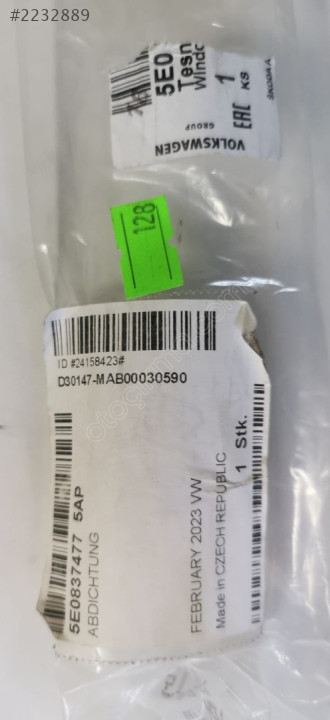 #2232889
5E0
Tesn
Windo
1
KS
EAC
VOLKSWAGEN
GROUP
ŠKODA A
128
ID #24158423#
D30147-MAB00030590
5E0837477 5AP
ABDICHTUNG
FEBRUARY 2023 VW
Made in CZECH REPUBLIC
1 Stk.